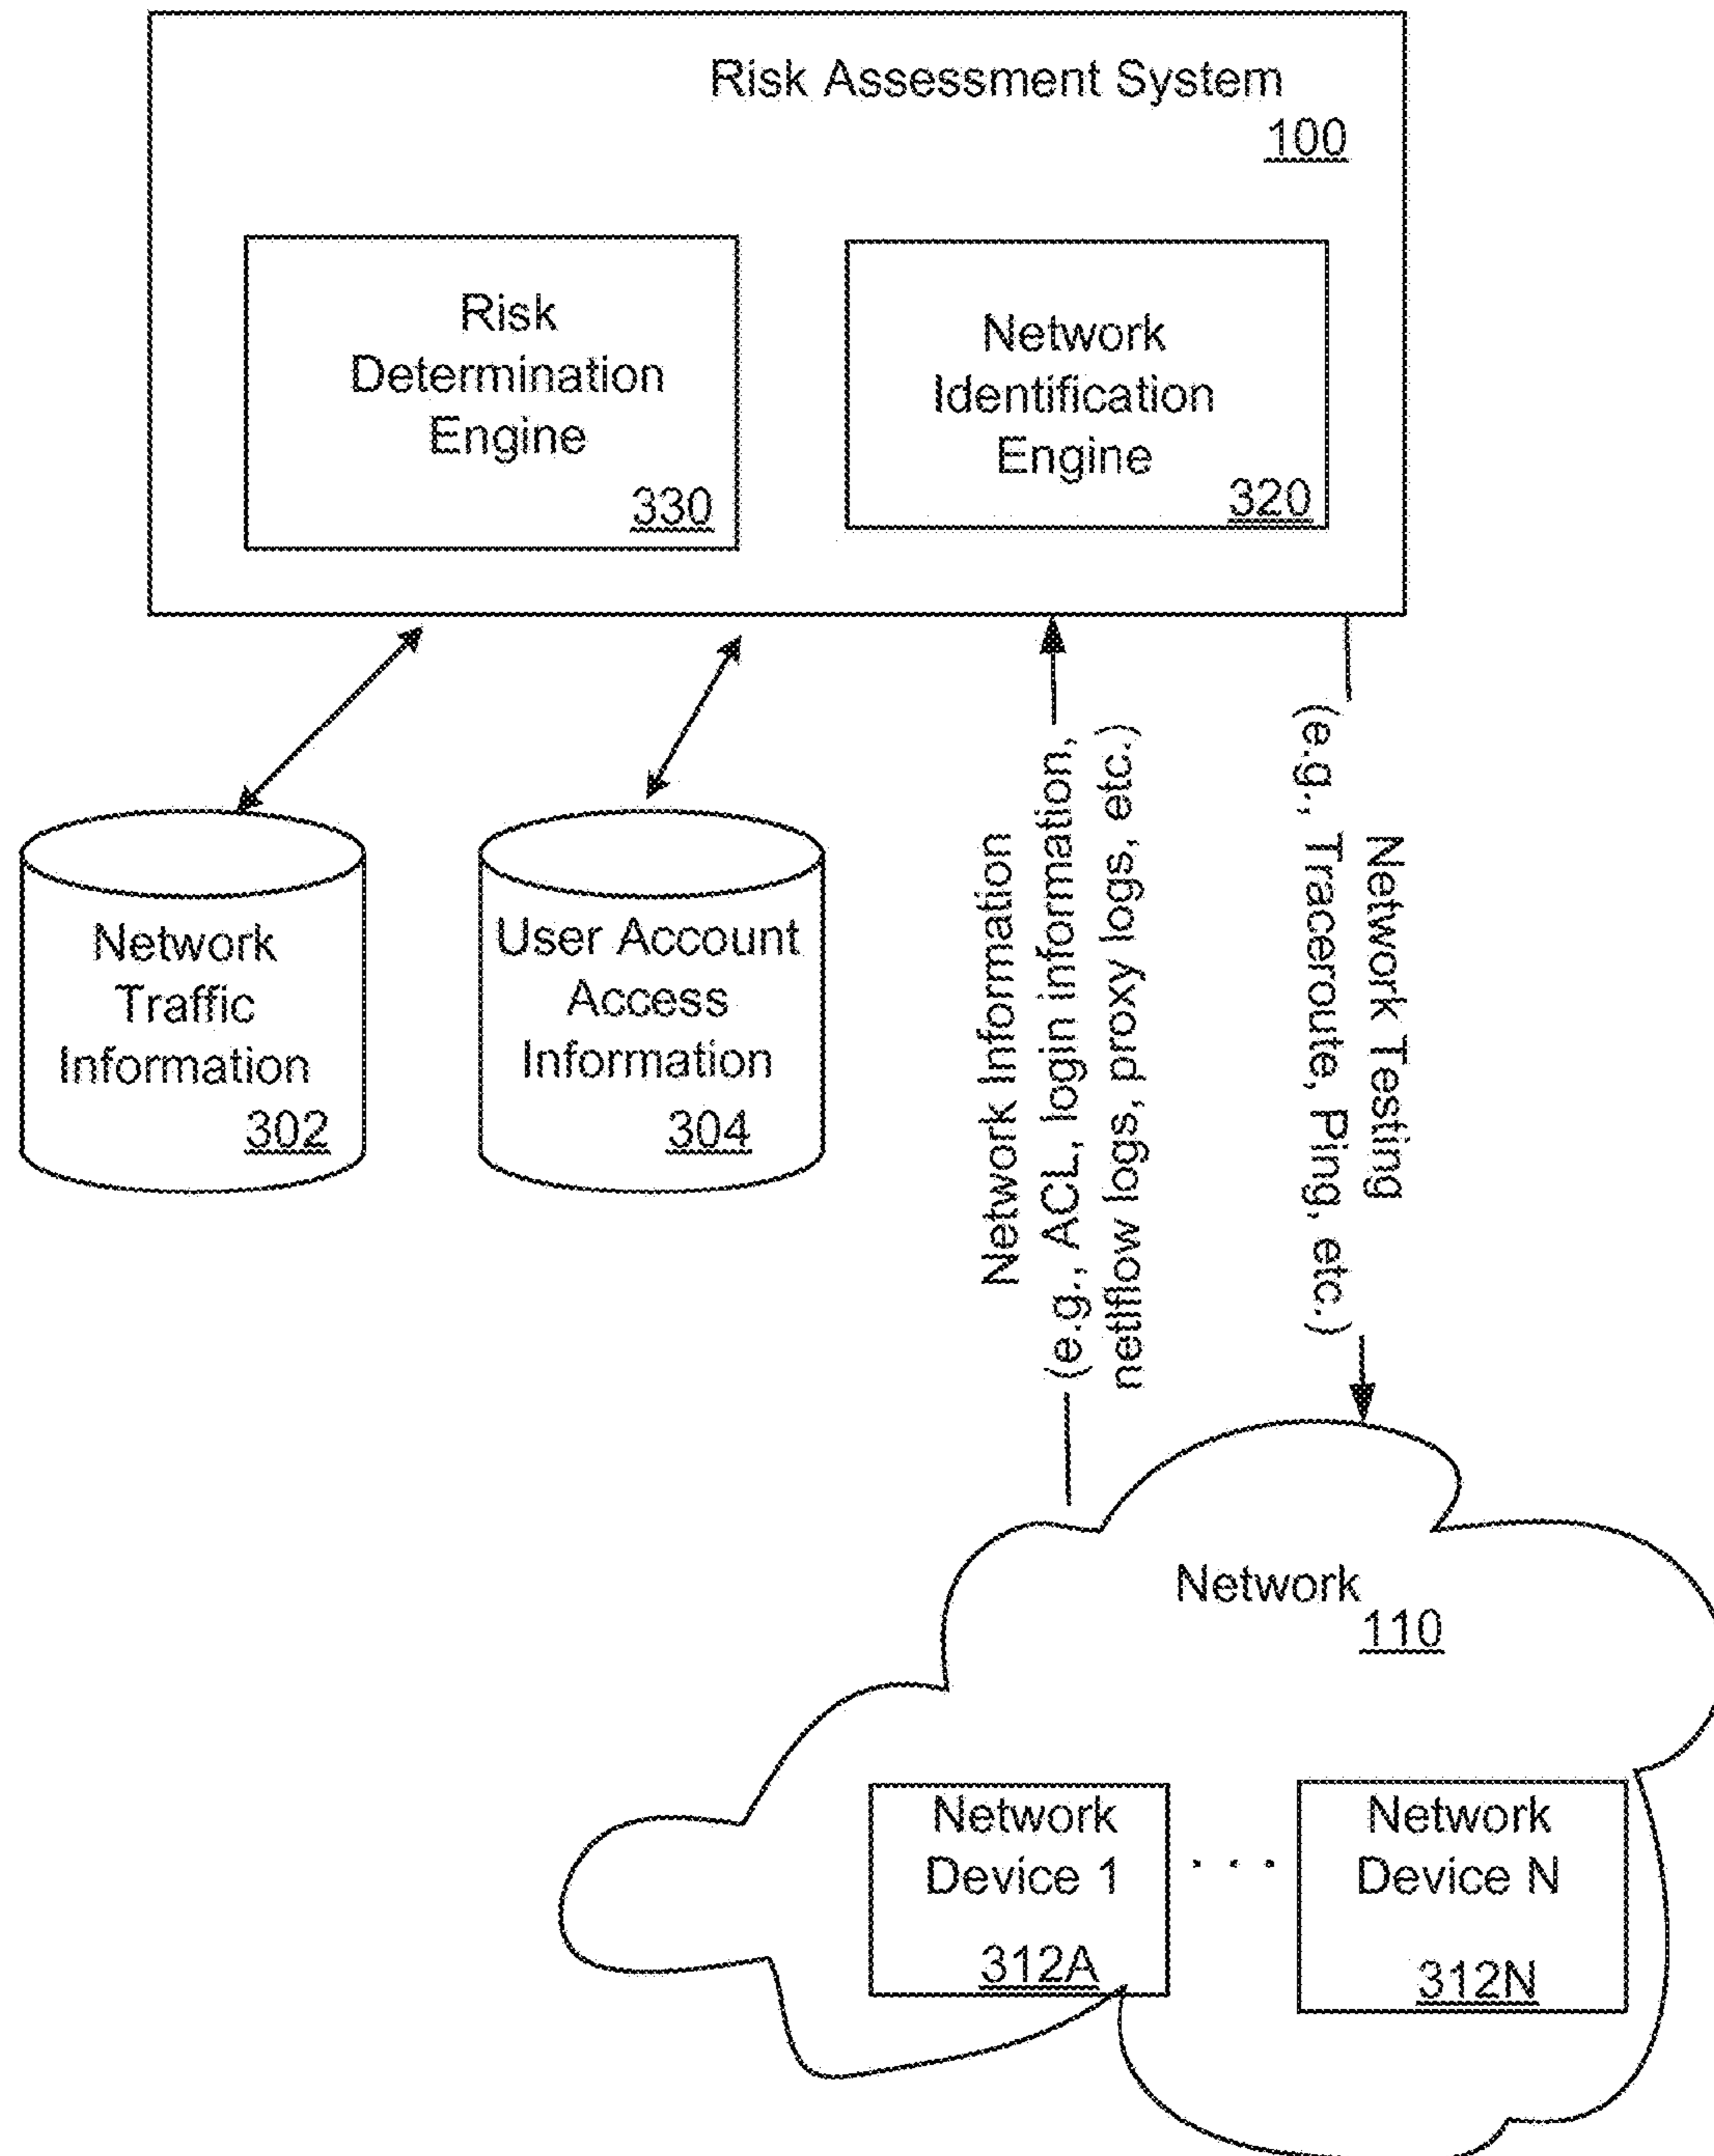 Risk Assessment System
100
Risk
Determination
Engine
330
Network
Identification
Engine
320
Network
Traffic
Information
302
User Account
Access
Information
304
Network Information
(e.g., ACL, login information,
netlflow logs, proxy logs, etc.)
Network Testing
(e.g., Traceroute, Ping, etc.)
Network
110
Network
Device 1
312A
. . .
Network
Device N
312N